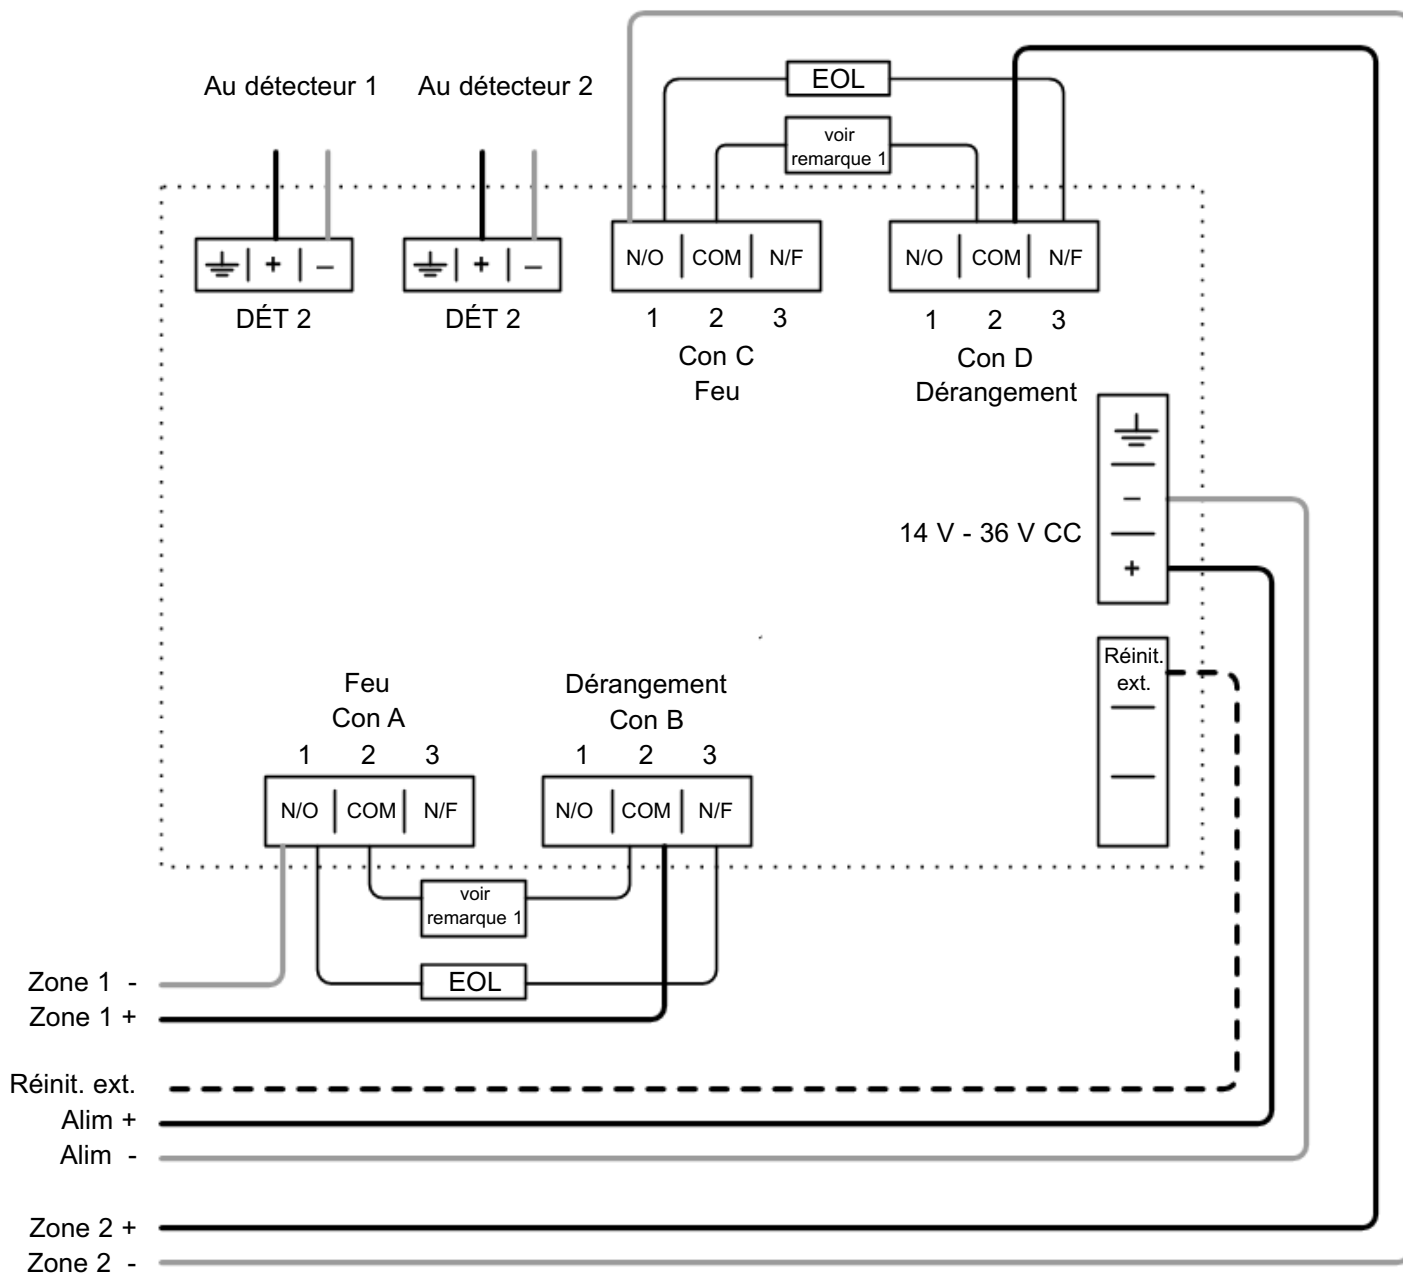 EOL
Au détecteur 1
Au détecteur 2
voir
remarque 1
+
–
+
–
N/O
COM
N/F
N/O
COM
N/F
DÉT 2
DÉT 2
1
2
3
1
2
3
Con C
Feu
Con D
Dérangement
–
14 V - 36 V CC
+
Réinit.
ext.
Feu
Con A
Dérangement
Con B
1
2
3
1
2
3
N/O
COM
N/F
N/O
COM
N/F
voir
remarque 1
EOL
Zone 1 -
Zone 1 +
Réinit. ext.
Alim +
Alim -
Zone 2 +
Zone 2 -